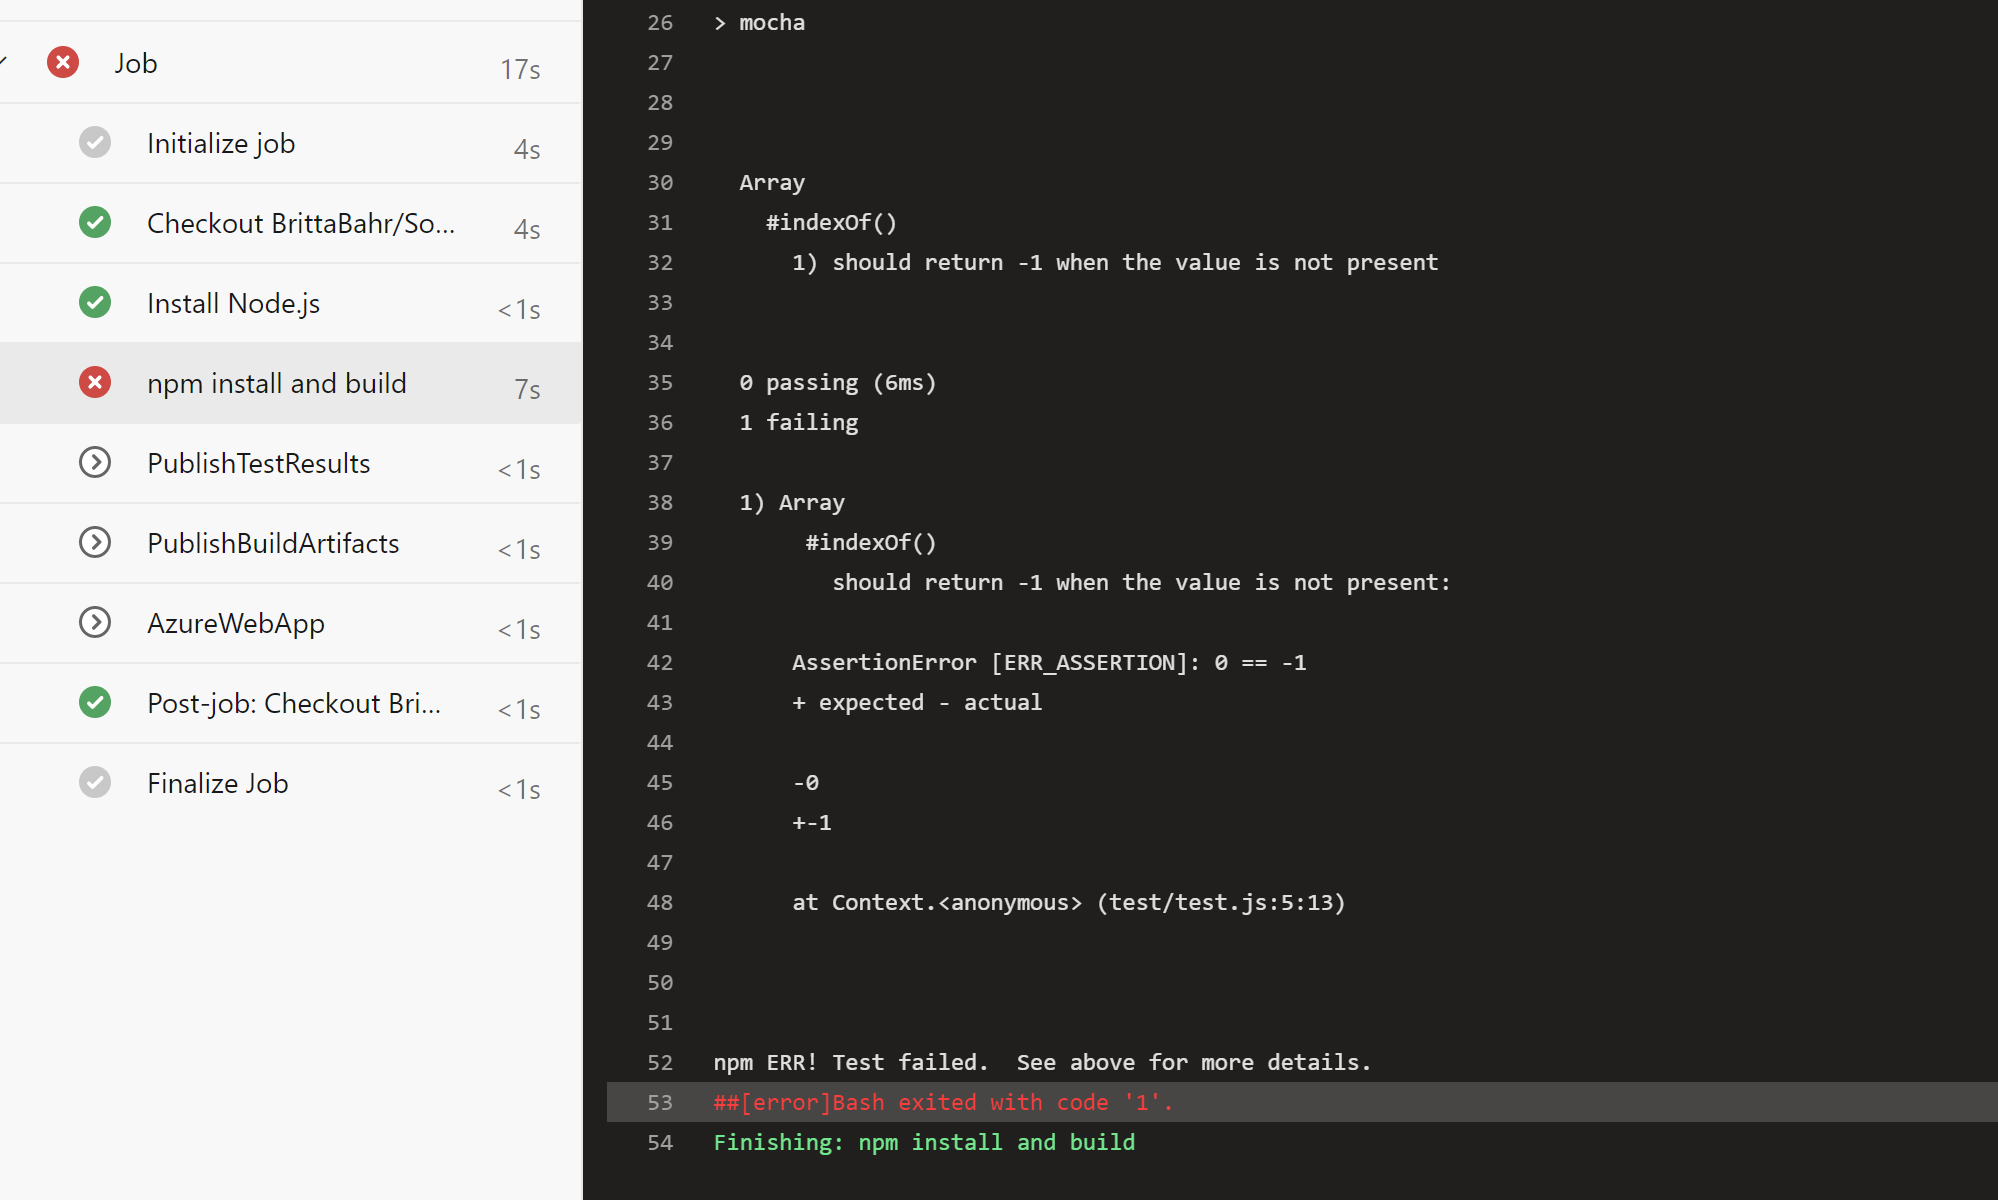 Job
17s
Initialize job
4s
Checkout BrittaBahr/So...
4s
Install Node.js
<1s
npm install and build
7s
PublishTestResults
<1s
PublishBuildArtifacts
<1s
AzureWebApp
<1s
Post-job: Checkout Bri...
<1s
Finalize Job
<1s
26 > mocha
27
28
29
30 Array
31 #indexOf()
32 1) should return -1 when the value is not present
33
34
35 0 passing (6ms)
36 1 failing
37
38 1) Array
39 #indexOf()
40 should return -1 when the value is not present:
41
42 AssertionError [ERR_ASSERTION]: 0 == -1
43 + expected - actual
44
45 -0
46 +-1
47
48 at Context.<anonymous> (test/test.js:5:13)
49
50
51
52 npm ERR! Test failed.  See above for more details.
53 ##[error]Bash exited with code '1'.
54 Finishing: npm install and build